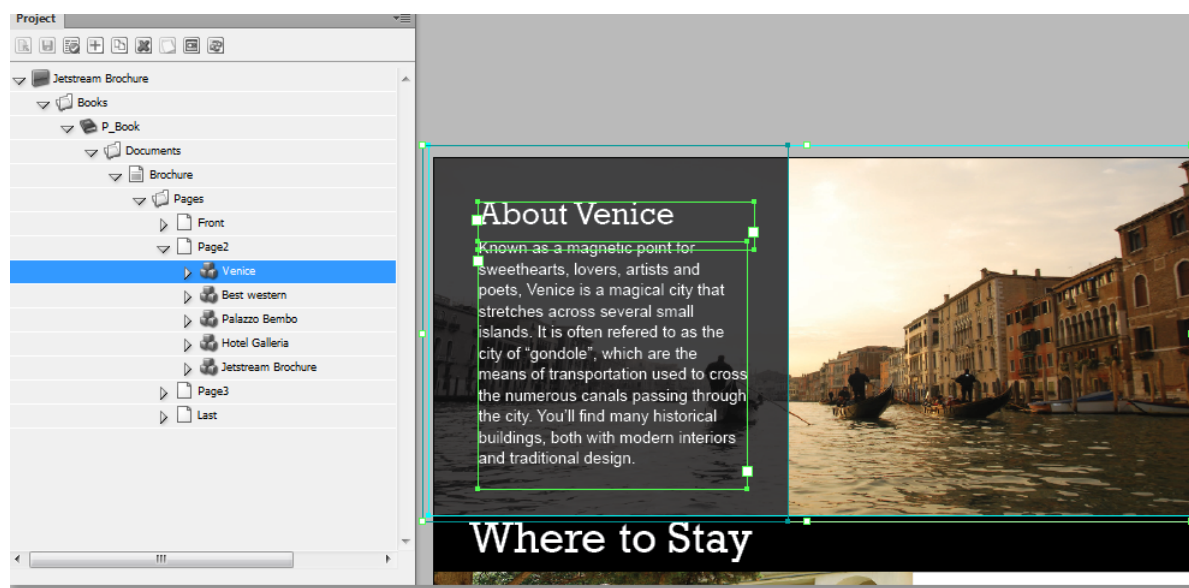 Project
Jetstream Brochure
Books
P_Book
Documents
Brochure
Pages
Front
Page2
Venice
Best western
Palazzo Bembo
Hotel Galleria
Jetstream Brochure
Page3
Last
About Venice
Known as a magnetic point for
sweethearts, lovers, artists and
poets, Venice is a magical city that
stretches across several small
islands. It is often refered to as the
city of “gondole”, which are the
means of transportation used to cross
the numerous canals passing through
the city. You’ll find many historical
buildings, both with modern interiors
and traditional design.
Where to Stay